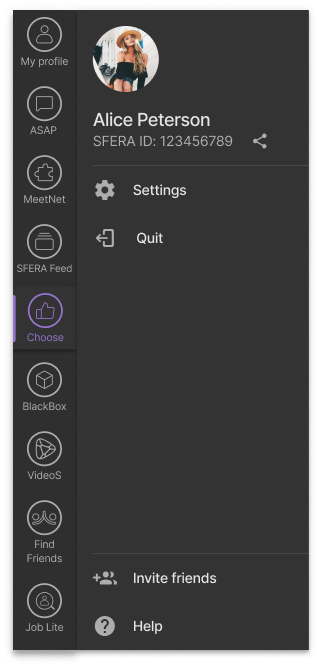 My profile
ASAP
MeetNet
SFERA Feed
Choose
BlackBox
VideoS
Find
Friends
Job Lite
Alice Peterson
SFERA ID: 123456789
Settings
Quit
Invite friends
Help